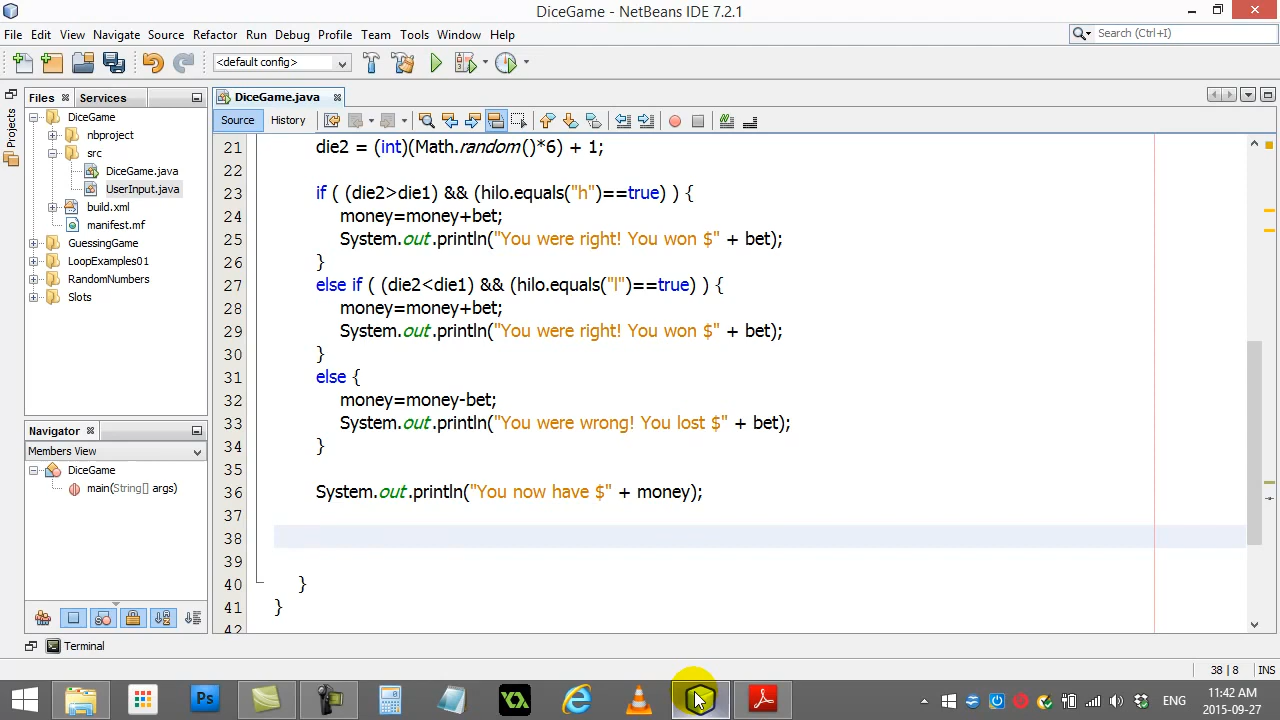 DiceGame - NetBeans IDE 7.2.1
File Edit View Navigate Source Refactor Run Debug Profile Team Tools Window Help
Search (Ctrl+I)
<default config>
Projects
Files Services
DiceGame
nbproject
src
DiceGame.java
UserInput.java
build.xml
manifest.mf
GuessingGame
LoopExamples01
RandomNumbers
Slots
Navigator
Members View
DiceGame
main(String[] args)
DiceGame.java
Source History
21 die2 = (int)(Math.random()*6) + 1;
22
23 if ( (die2>die1) && (hilo.equals("h")==true) ) {
24 money=money+bet;
25 System.out.println("You were right! You won $" + bet);
26 }
27 else if ( (die2<die1) && (hilo.equals("l")==true) ) {
28 money=money+bet;
29 System.out.println("You were right! You won $" + bet);
30 }
31 else {
32 money=money-bet;
33 System.out.println("You were wrong! You lost $" + bet);
34 }
35
36 System.out.println("You now have $" + money);
37
38
39
40 }
41 }
42
Terminal
38 | 8 INS
Ps
ENG
11:42 AM
2015-09-27